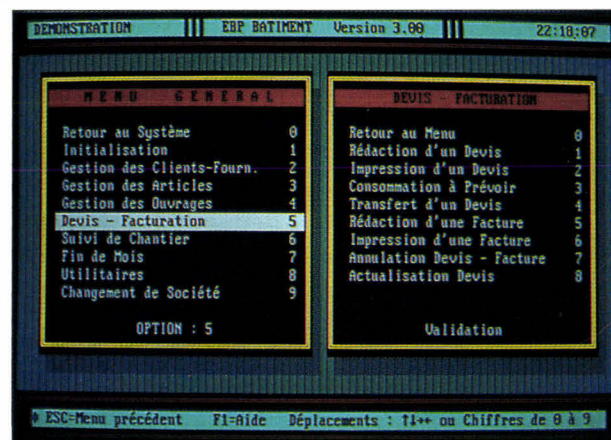 DEMONSTRATION EBP BATIMENT Version 3.00 22:18:07
MENU GENERAL
Retour au Système 0
Initialisation 1
Gestion des Clients-Fourn. 2
Gestion des Articles 3
Gestion des Ouvrages 4
Devis - Facturation 5
Suivi de Chantier 6
Fin de Mois 7
Utilitaires 8
Changement de Société 9
OPTION : 5
DEVIS - FACTURATION
Retour au Menu 0
Rédaction d'un Devis 1
Impression d'un Devis 2
Consommation à Prévoir 3
Transfert d'un Devis 4
Rédaction d'une Facture 5
Impression d'une Facture 6
Annulation Devis - Facture 7
Actualisation Devis 8
Validation
ESC=Menu précédent F1=Aide Déplacements : ↑↓→← ou Chiffres de 0 à 9